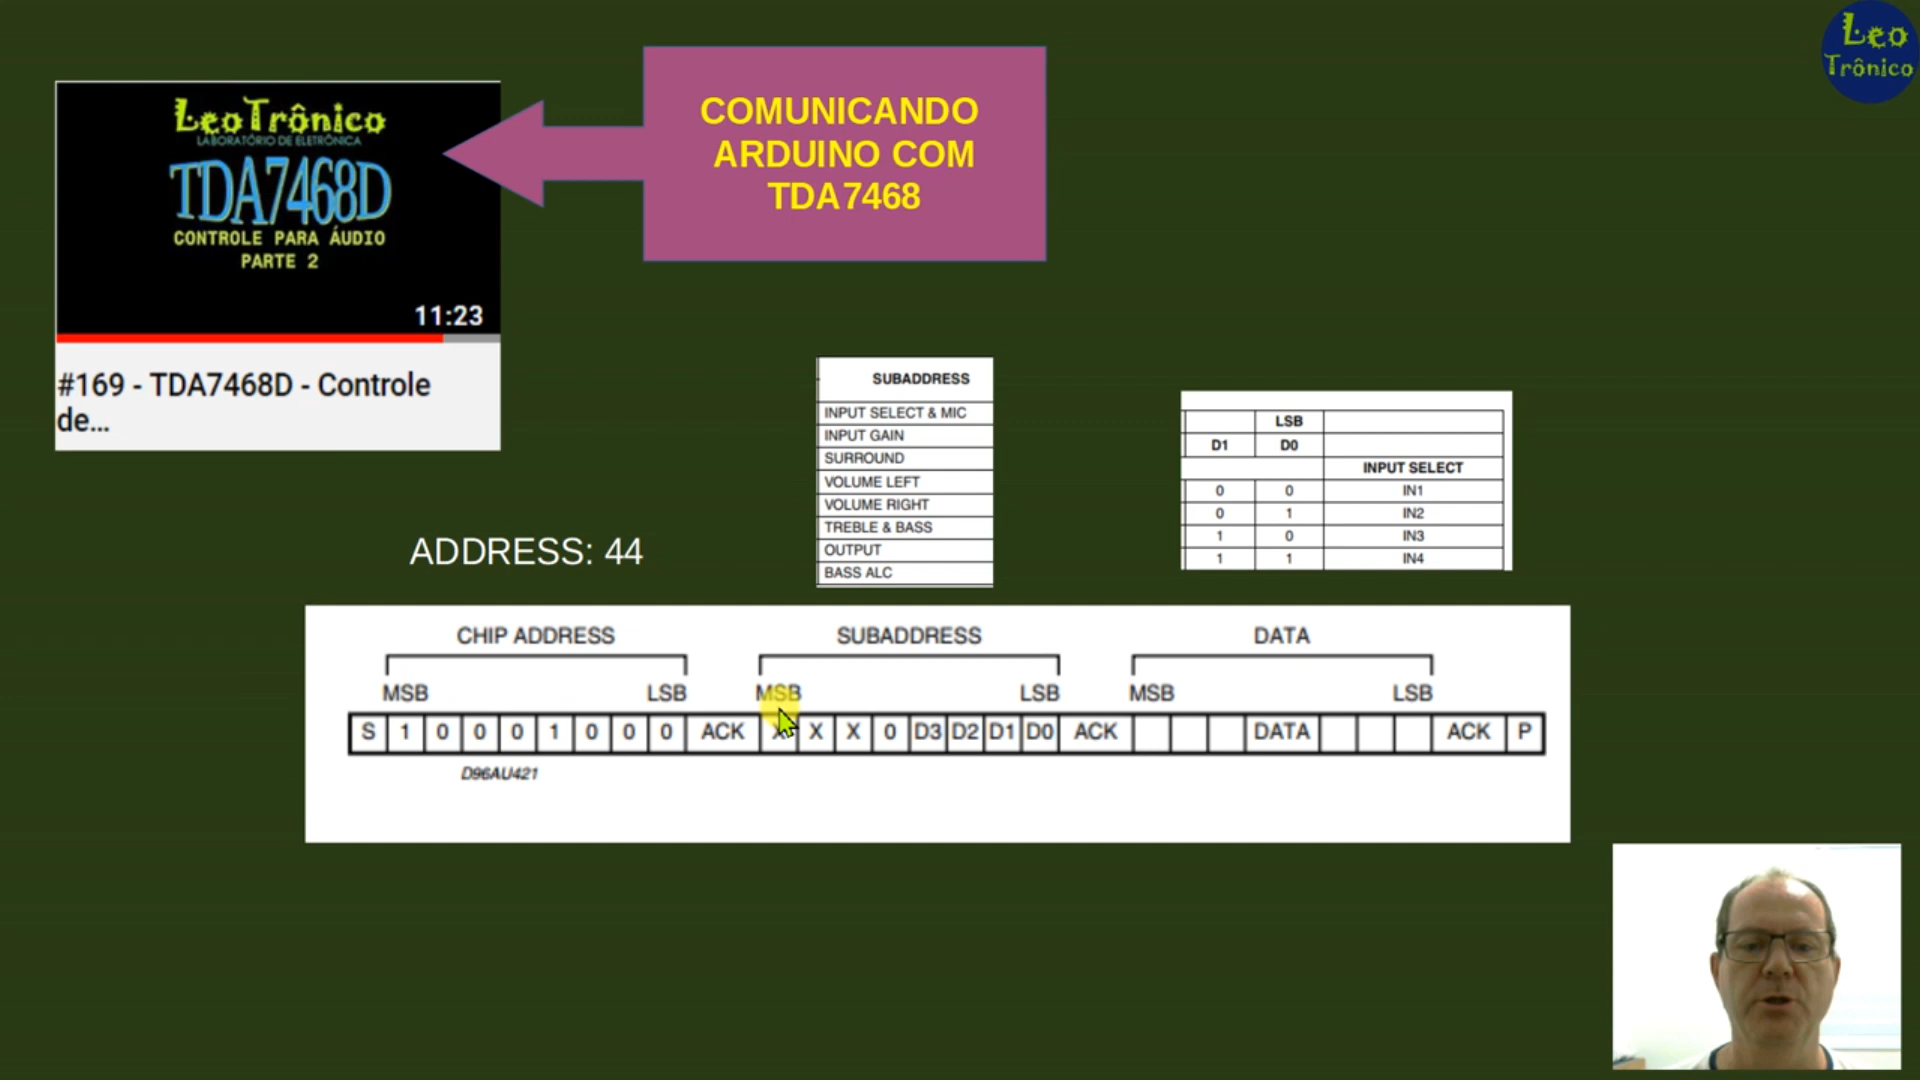 Leo
Trônico
LeoTrônico
LABORATÓRIO DE ELETRÔNICA
TDA7468D
CONTROLE PARA ÁUDIO
PARTE 2
11:23
#169 - TDA7468D - Controle
de...
COMUNICANDO
ARDUINO COM
TDA7468
SUBADDRESS
INPUT SELECT & MIC
INPUT GAIN
SURROUND
VOLUME LEFT
VOLUME RIGHT
TREBLE & BASS
OUTPUT
BASS ALC
LSB
D1 D0
INPUT SELECT
0 0 IN1
0 1 IN2
1 0 IN3
1 1 IN4
ADDRESS: 44
CHIP ADDRESS SUBADDRESS DATA
MSB LSB MSB LSB MSB LSB
S 1 0 0 0 1 0 0 0 ACK X X X 0 D3 D2 D1 D0 ACK DATA ACK P
D96AU421